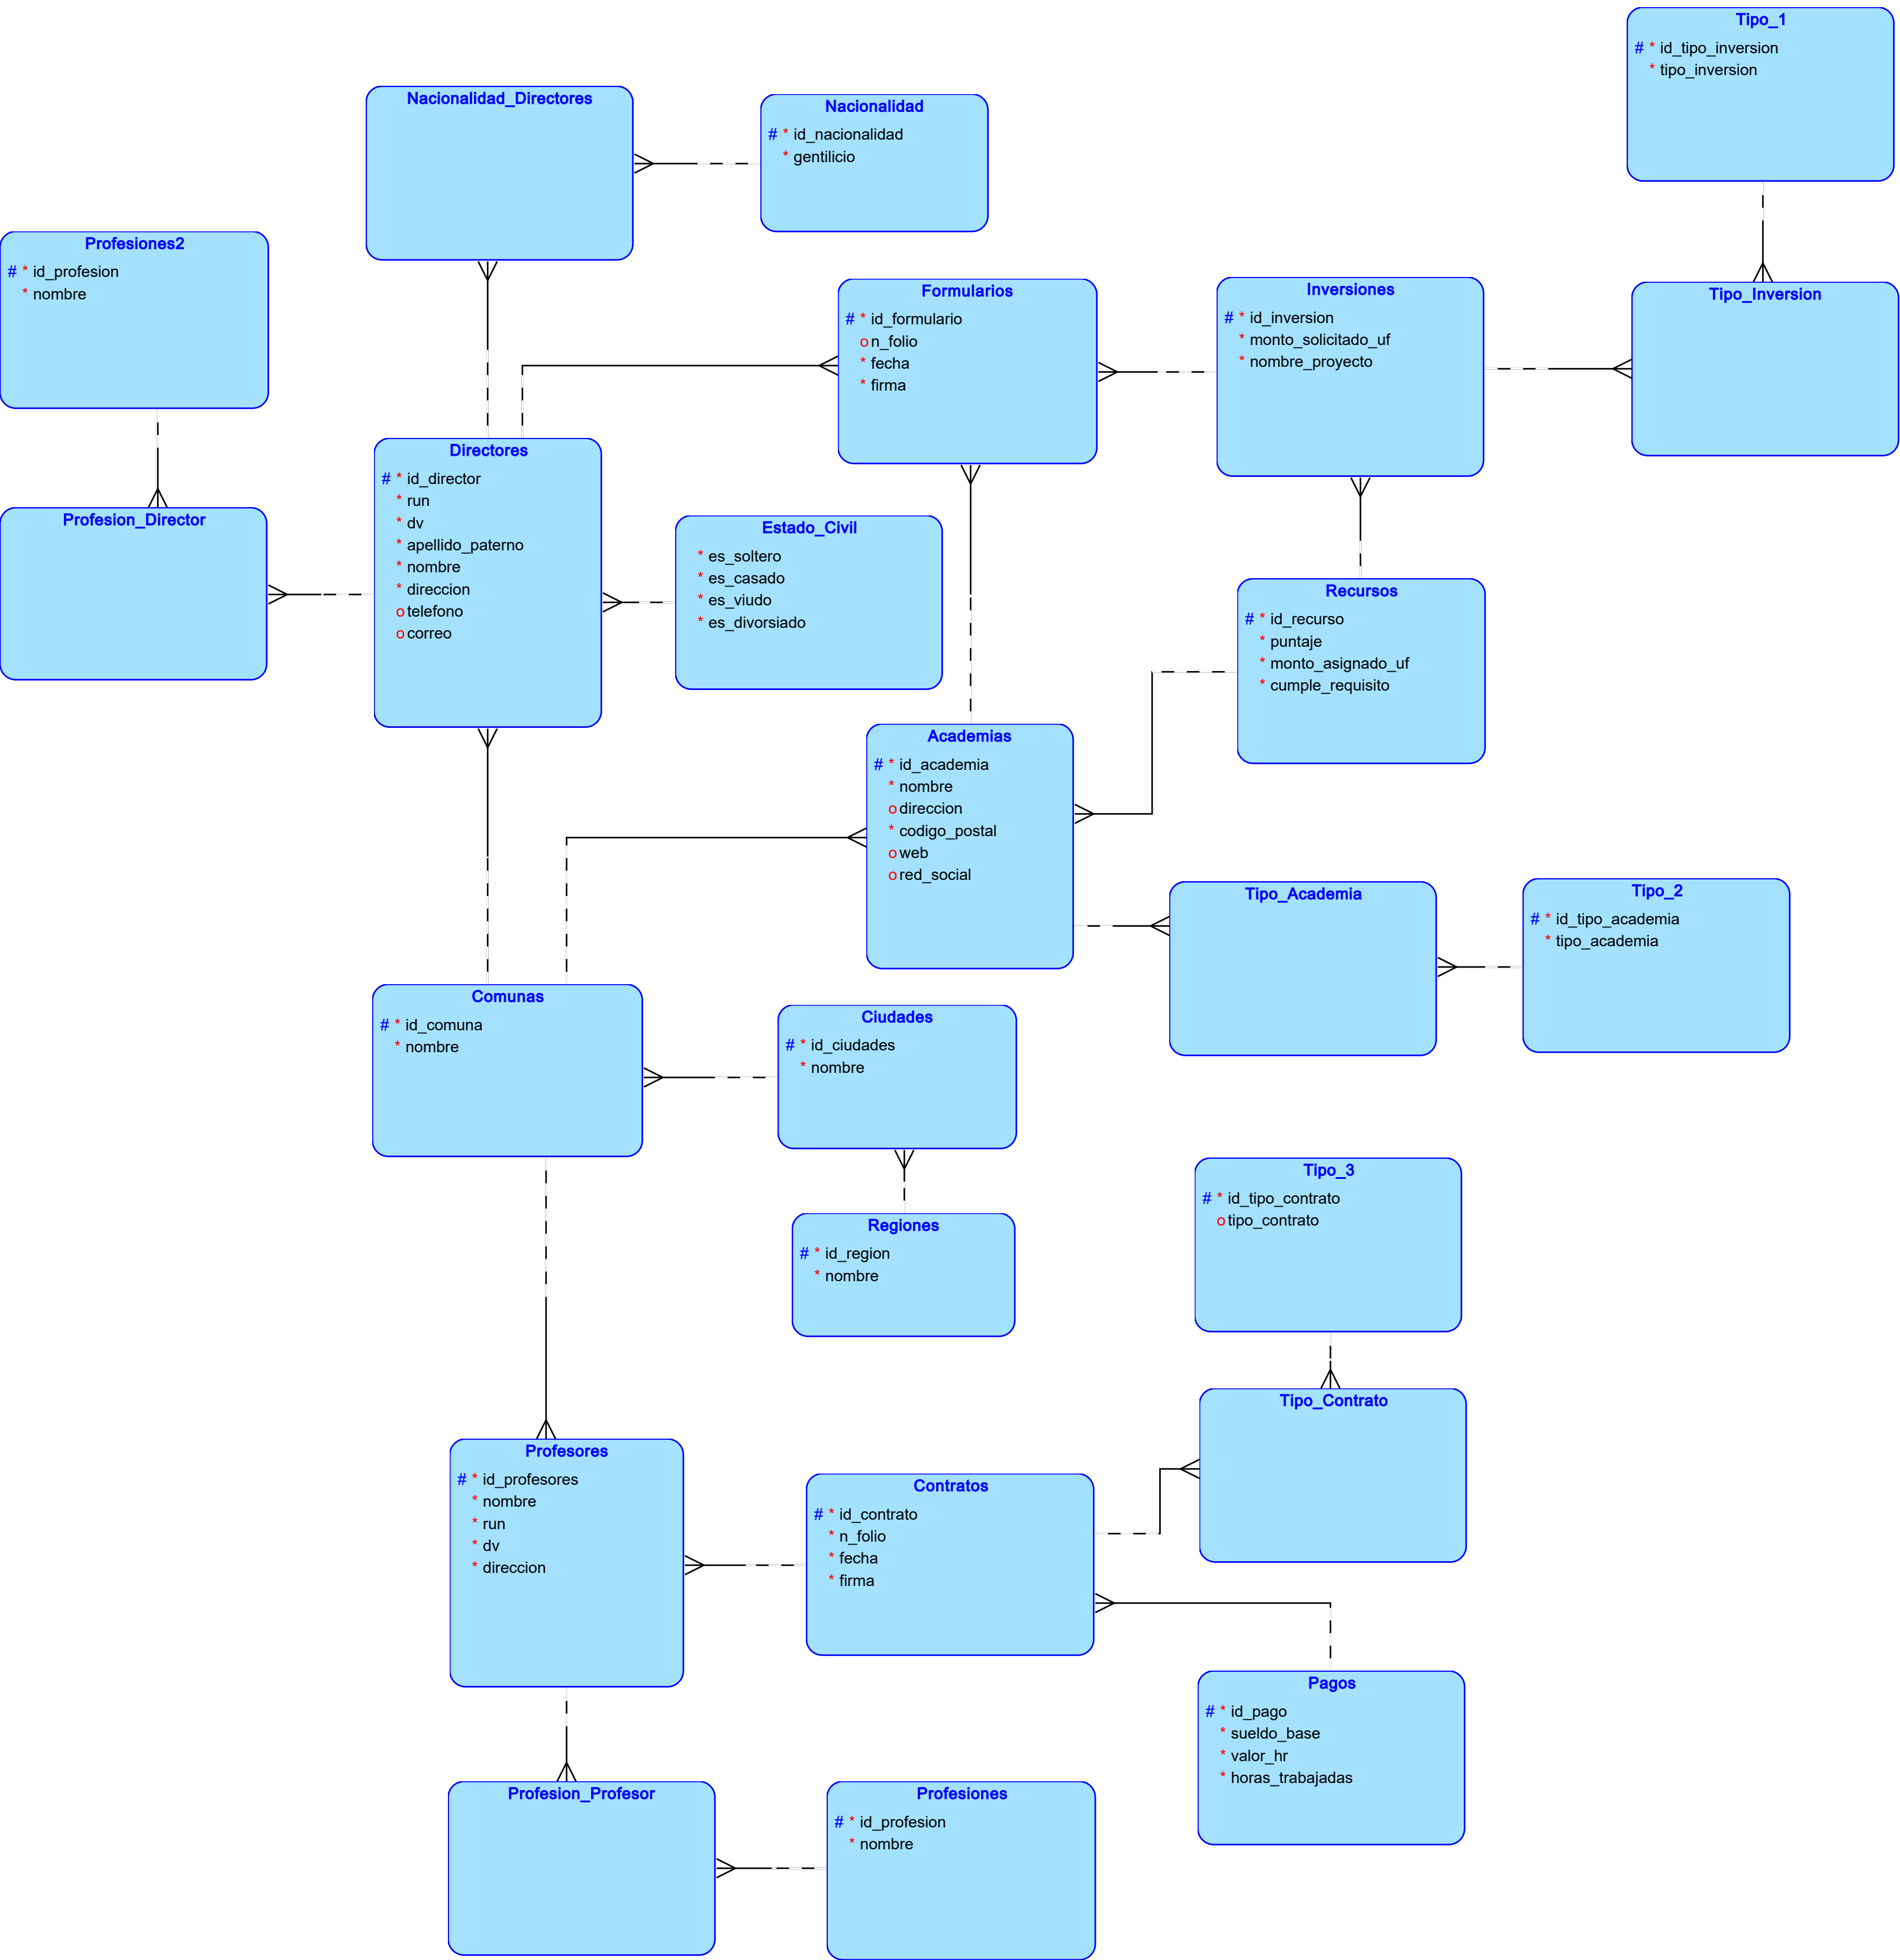 Tipo_1
# * id_tipo_inversion
* tipo_inversion
Nacionalidad_Directores
Nacionalidad
# * id_nacionalidad
* gentilicio
Profesiones2
# * id_profesion
* nombre
Formularios
# * id_formulario
o n_folio
* fecha
* firma
Inversiones
# * id_inversion
* monto_solicitado_uf
* nombre_proyecto
Tipo_Inversion
Directores
# * id_director
* run
* dv
* apellido_paterno
* nombre
* direccion
o telefono
o correo
Profesion_Director
Estado_Civil
* es_soltero
* es_casado
* es_viudo
* es_divorsiado
Recursos
# * id_recurso
* puntaje
* monto_asignado_uf
* cumple_requisito
Academias
# * id_academia
* nombre
o direccion
* codigo_postal
o web
o red_social
Tipo_Academia
Tipo_2
# * id_tipo_academia
* tipo_academia
Comunas
# * id_comuna
* nombre
Ciudades
# * id_ciudades
* nombre
Regiones
# * id_region
* nombre
Tipo_3
# * id_tipo_contrato
o tipo_contrato
Tipo_Contrato
Profesores
# * id_profesores
* nombre
* run
* dv
* direccion
Contratos
# * id_contrato
* n_folio
* fecha
* firma
Pagos
# * id_pago
* sueldo_base
* valor_hr
* horas_trabajadas
Profesion_Profesor
Profesiones
# * id_profesion
* nombre